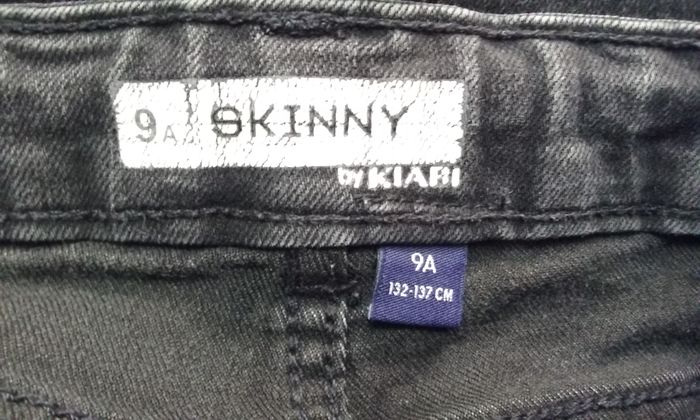 9A SKINNY
by KIABI
9A
132-137 CM